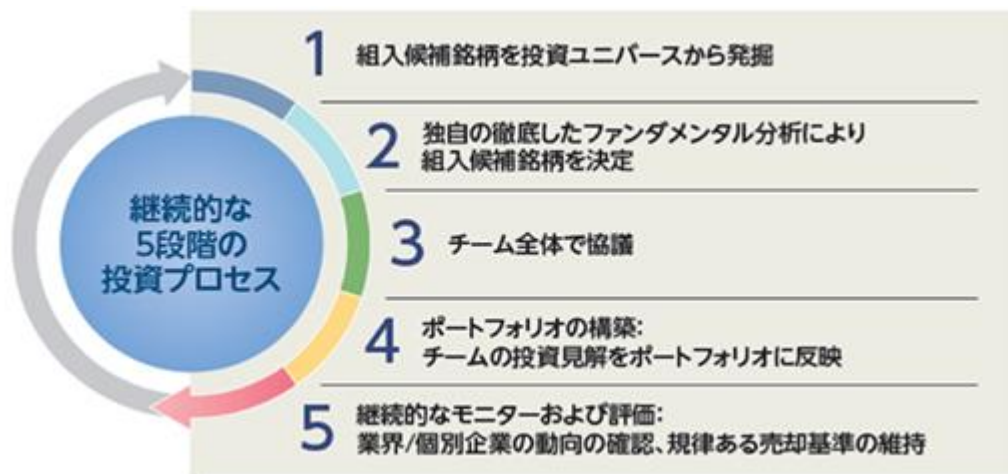 継続的な
5段階の
投資プロセス
1 組入候補銘柄を投資ユニバースから発掘
2 独自の徹底したファンダメンタル分析により
組入候補銘柄を決定
3 チーム全体で協議
4 ポートフォリオの構築:
チームの投資見解をポートフォリオに反映
5 継続的なモニターおよび評価:
業界/個別企業の動向の確認、規律ある売却基準の維持